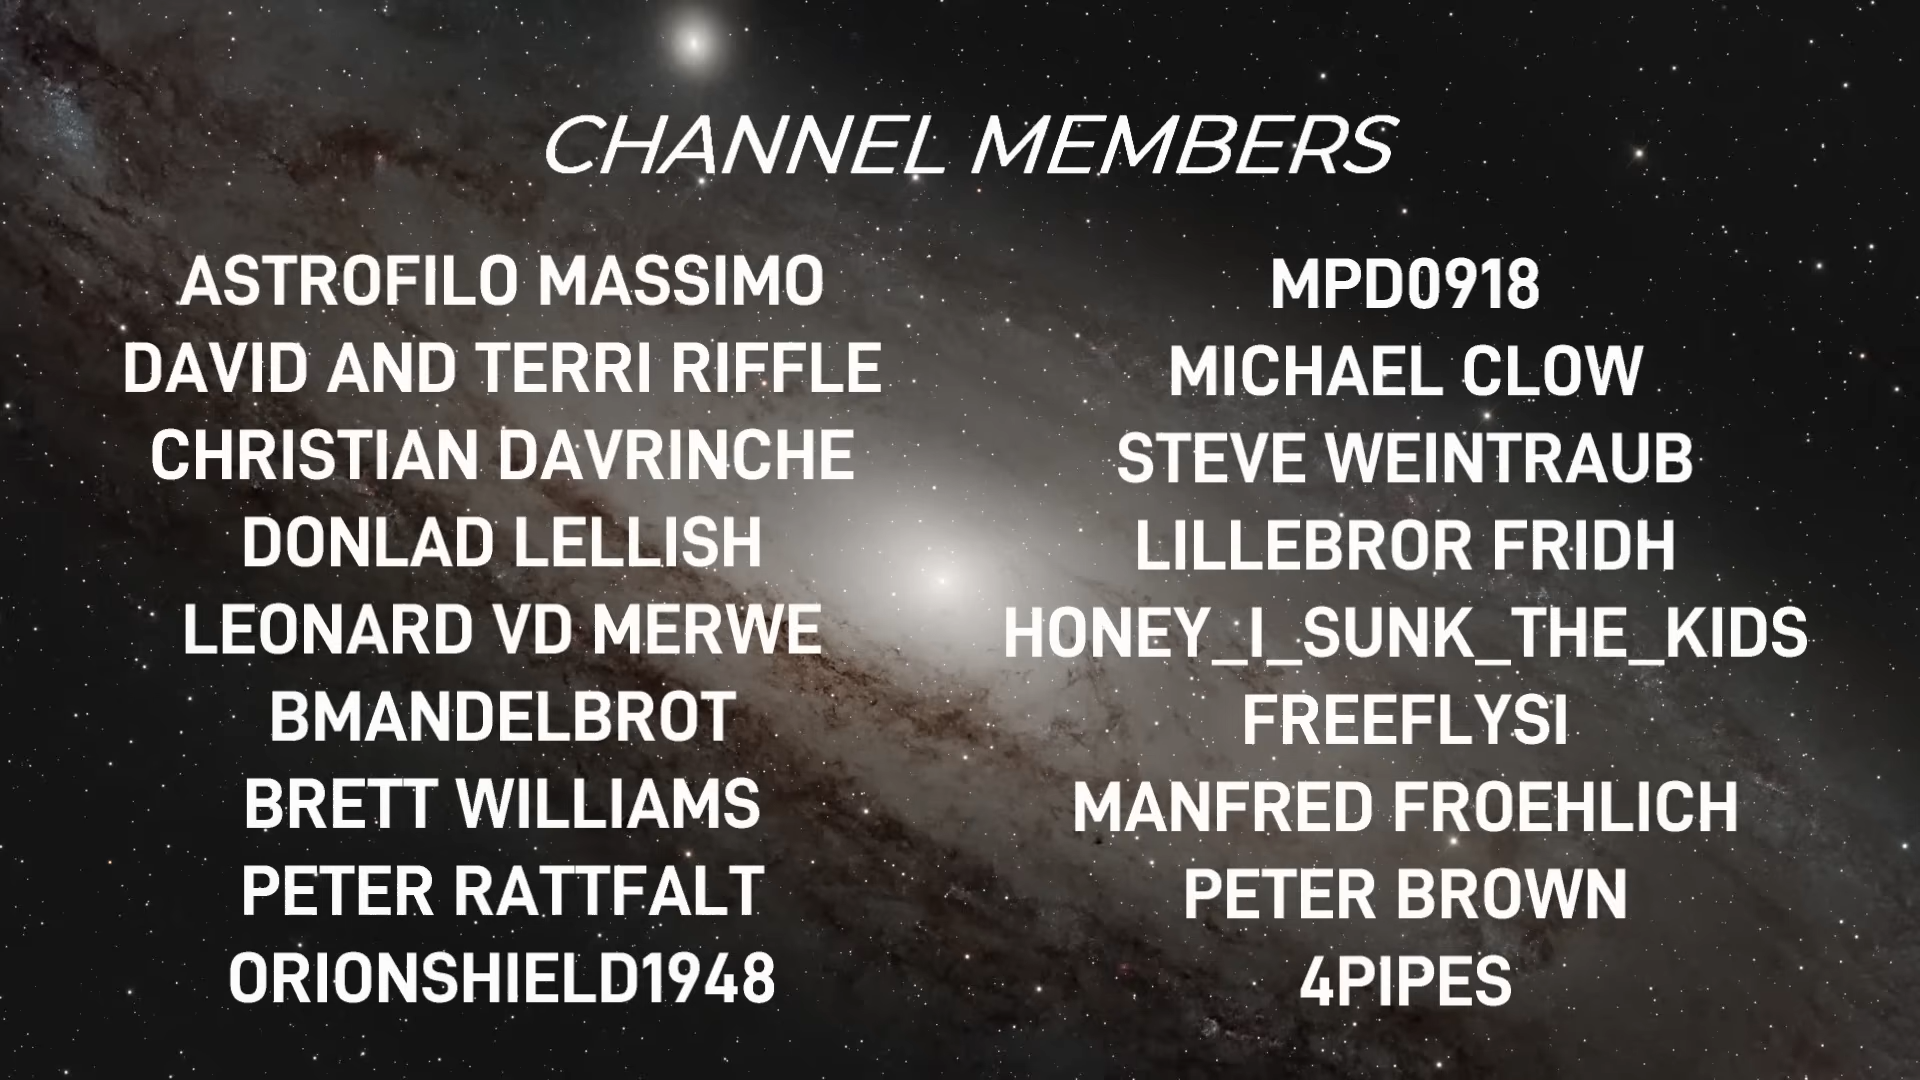 CHANNEL MEMBERS
ASTROFILO MASSIMO
DAVID AND TERRI RIFFLE
CHRISTIAN DAVRINCHE
DONLAD LELLISH
LEONARD VD MERWE
BMANDELBROT
BRETT WILLIAMS
PETER RATTFALT
ORIONSHIELD1948
MPD0918
MICHAEL CLOW
STEVE WEINTRAUB
LILLEBROR FRIDH
HONEY_I_SUNK_THE_KIDS
FREEFLYSI
MANFRED FROEHLICH
PETER BROWN
4PIPES